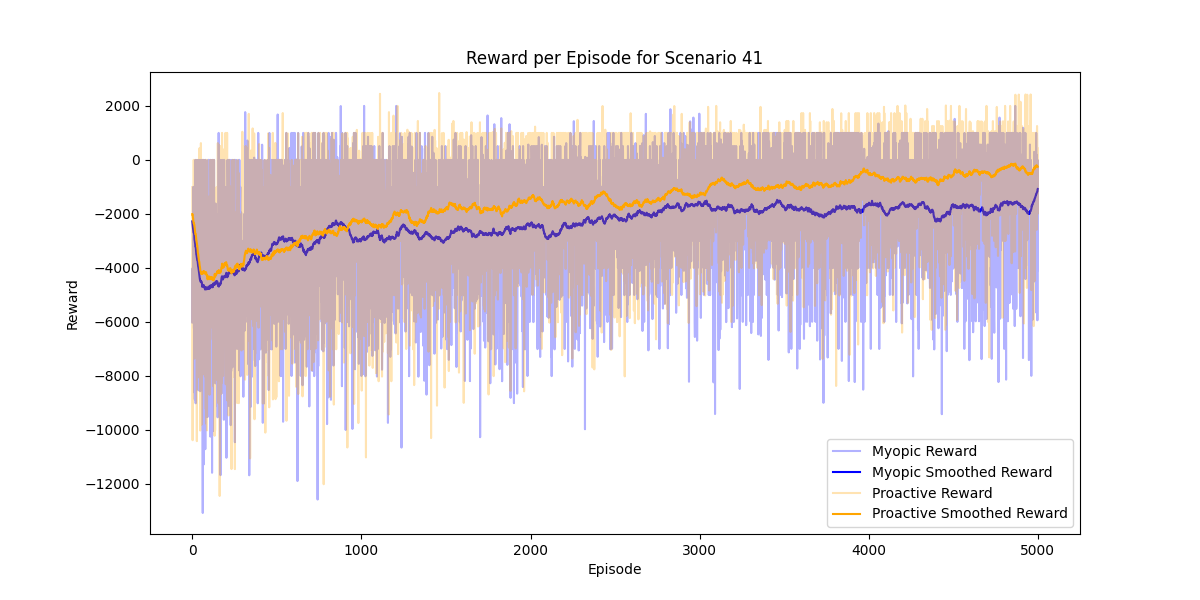 Reward per Episode for Scenario 41
Reward
2000
0
−2000
−4000
−6000
−8000
−10000
−12000
0 1000 2000 3000 4000 5000
Episode
Myopic Reward
Myopic Smoothed Reward
Proactive Reward
Proactive Smoothed Reward